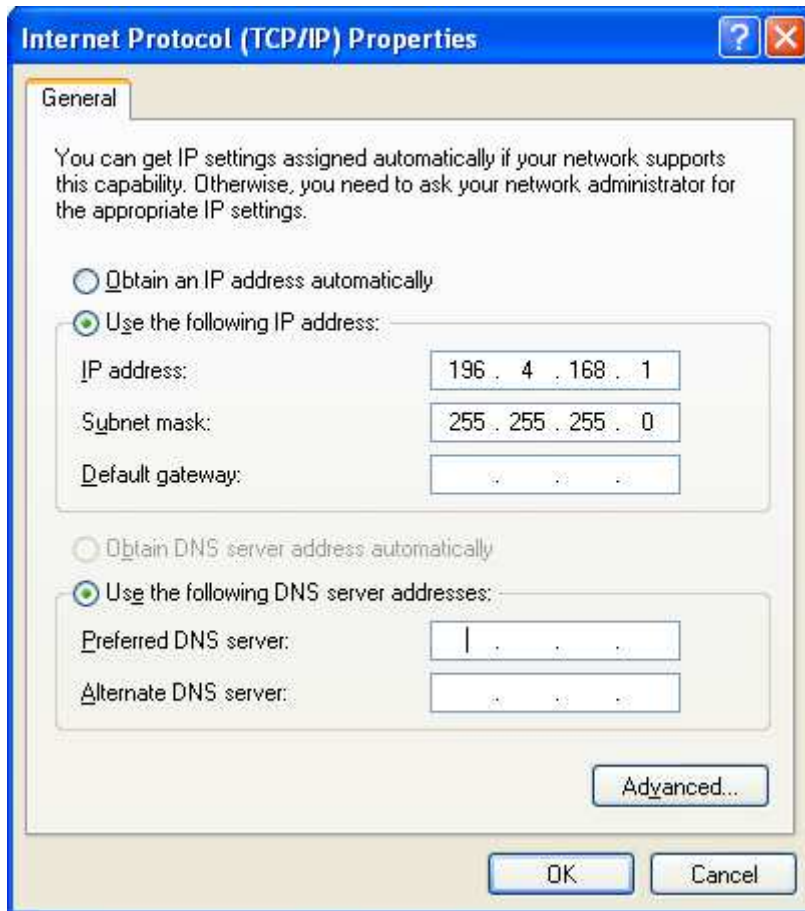 Internet Protocol (TCP/IP) Properties
General
You can get IP settings assigned automatically if your network supports
this capability. Otherwise, you need to ask your network administrator for
the appropriate IP settings.
Obtain an IP address automatically
Use the following IP address:
IP address: 196 . 4 . 168 . 1
Subnet mask: 255 . 255 . 255 . 0
Default gateway: . . .
Obtain DNS server address automatically
Use the following DNS server addresses:
Preferred DNS server: . . .
Alternate DNS server: . . .
Advanced...
OK Cancel